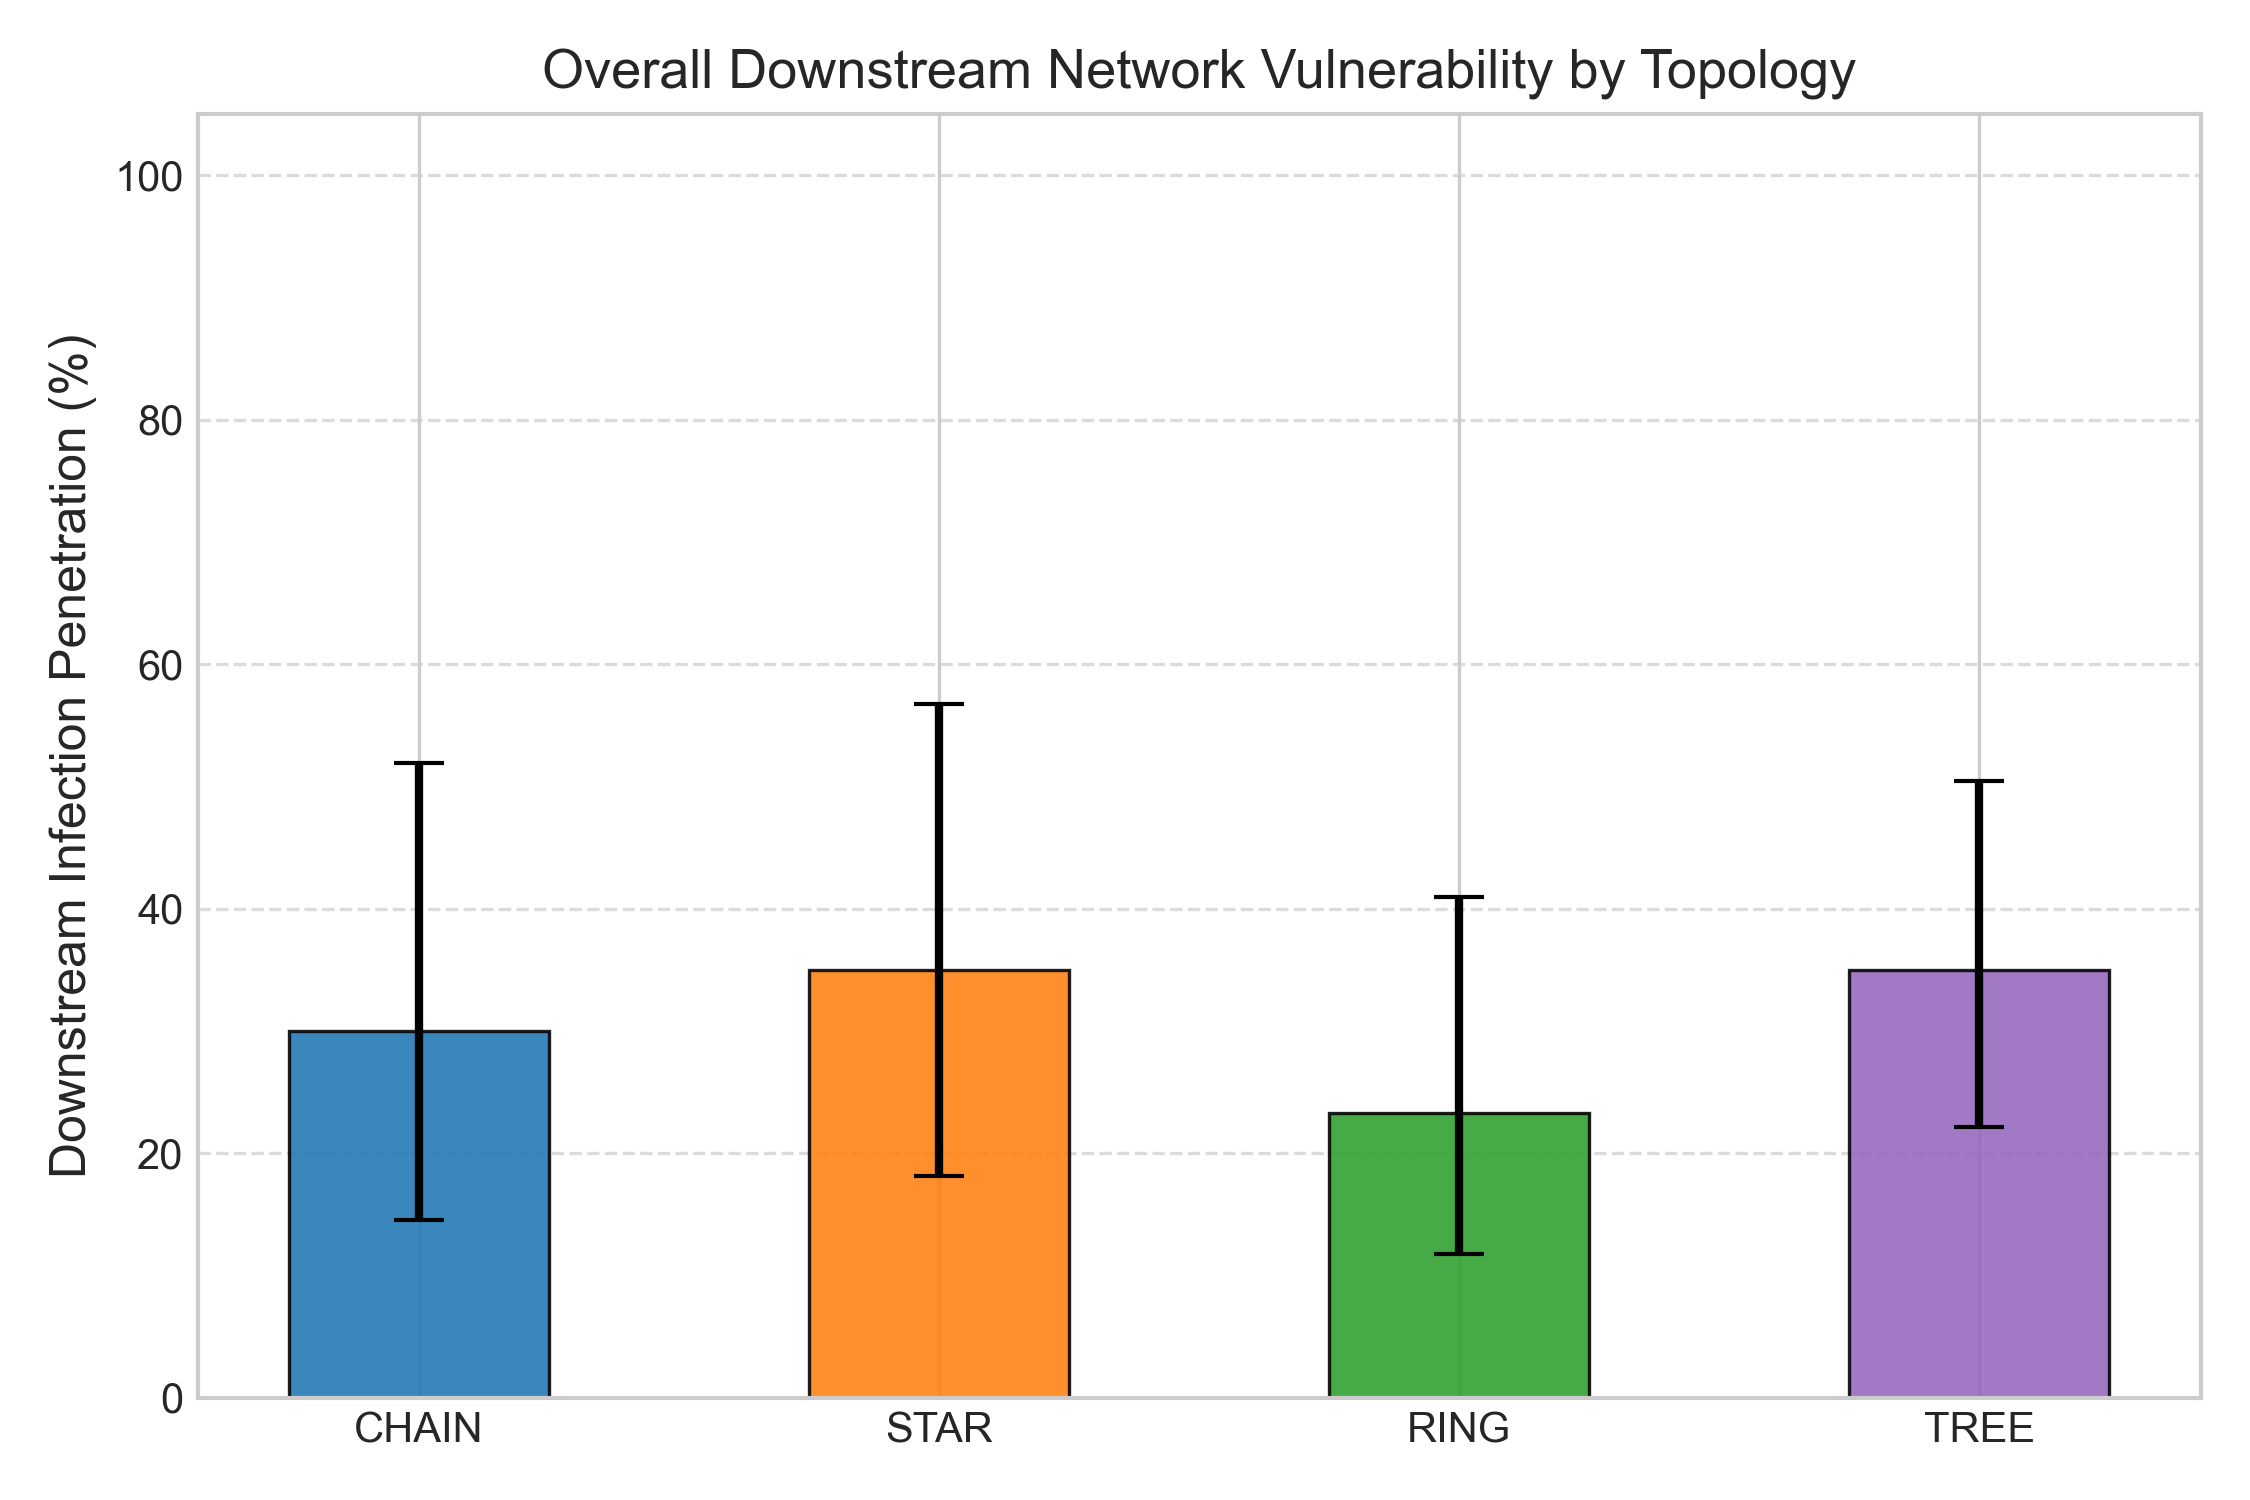 Overall Downstream Network Vulnerability by Topology
Downstream Infection Penetration (%)
100
80
60
40
20
0
CHAIN
STAR
RING
TREE